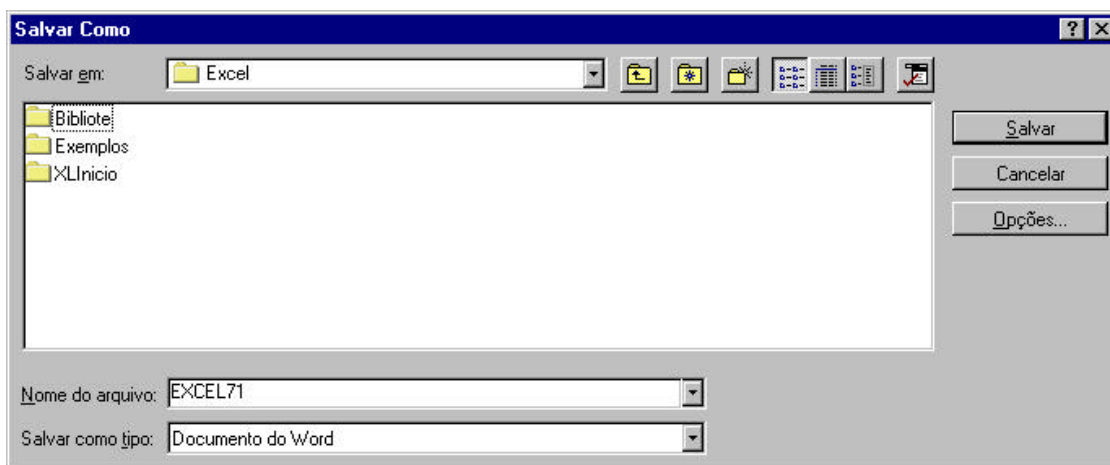 Salvar Como
Salvar em: Excel
Bibliote
Exemplos
XLInicio
Salvar
Cancelar
Opções...
Nome do arquivo: EXCEL71
Salvar como tipo: Documento do Word